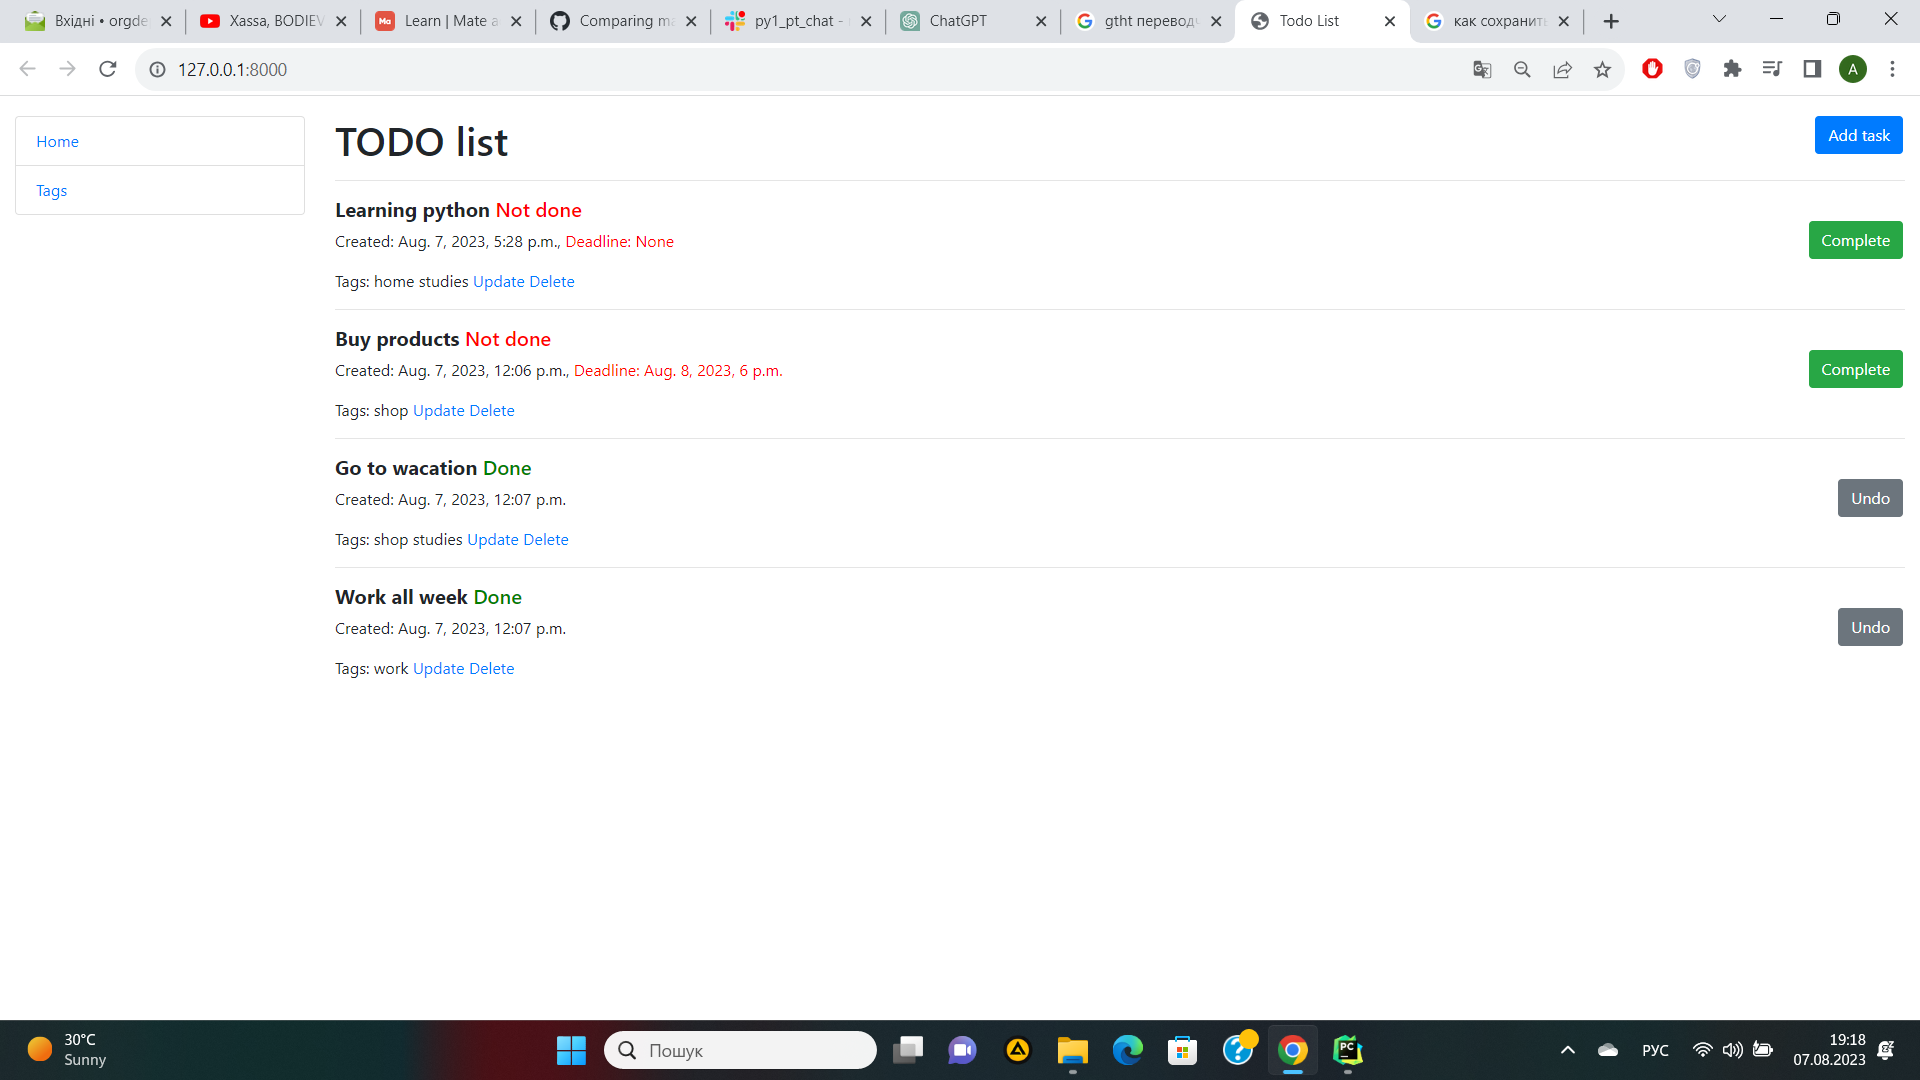 Вхідні • orgde
Xassa, BODIEV
Learn | Mate a
Comparing ma
py1_pt_chat -
ChatGPT
gtht переводч
Todo List
как сохранить
127.0.0.1:8000
A
Home
Tags
TODO list
Add task
Learning python Not done
Created: Aug. 7, 2023, 5:28 p.m., Deadline: None
Complete
Tags: home studies Update Delete
Buy products Not done
Created: Aug. 7, 2023, 12:06 p.m., Deadline: Aug. 8, 2023, 6 p.m.
Complete
Tags: shop Update Delete
Go to wacation Done
Created: Aug. 7, 2023, 12:07 p.m.
Undo
Tags: shop studies Update Delete
Work all week Done
Created: Aug. 7, 2023, 12:07 p.m.
Undo
Tags: work Update Delete
30°C
Sunny
Пошук
РУС
19:18
07.08.2023